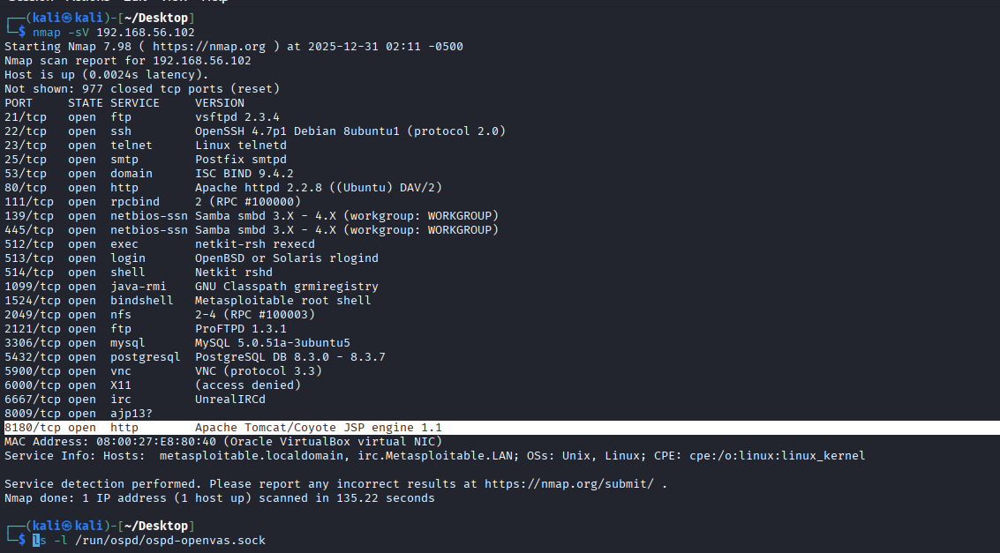 ┌──(kali㉿kali)-[~/Desktop]
└─$ nmap -sV 192.168.56.102
Starting Nmap 7.98 ( https://nmap.org ) at 2025-12-31 02:11 -0500
Nmap scan report for 192.168.56.102
Host is up (0.0024s latency).
Not shown: 977 closed tcp ports (reset)
PORT     STATE SERVICE     VERSION
21/tcp   open  ftp         vsftpd 2.3.4
22/tcp   open  ssh         OpenSSH 4.7p1 Debian 8ubuntu1 (protocol 2.0)
23/tcp   open  telnet      Linux telnetd
25/tcp   open  smtp        Postfix smtpd
53/tcp   open  domain      ISC BIND 9.4.2
80/tcp   open  http        Apache httpd 2.2.8 ((Ubuntu) DAV/2)
111/tcp  open  rpcbind     2 (RPC #100000)
139/tcp  open  netbios-ssn Samba smbd 3.X - 4.X (workgroup: WORKGROUP)
445/tcp  open  netbios-ssn Samba smbd 3.X - 4.X (workgroup: WORKGROUP)
512/tcp  open  exec        netkit-rsh rexecd
513/tcp  open  login       OpenBSD or Solaris rlogind
514/tcp  open  shell       Netkit rshd
1099/tcp open  java-rmi    GNU Classpath grmiregistry
1524/tcp open  bindshell   Metasploitable root shell
2049/tcp open  nfs         2-4 (RPC #100003)
2121/tcp open  ftp         ProFTPD 1.3.1
3306/tcp open  mysql       MySQL 5.0.51a-3ubuntu5
5432/tcp open  postgresql  PostgreSQL DB 8.3.0 - 8.3.7
5900/tcp open  vnc         VNC (protocol 3.3)
6000/tcp open  X11         (access denied)
6667/tcp open  irc         UnrealIRCd
8009/tcp open  ajp13?
8180/tcp open  http        Apache Tomcat/Coyote JSP engine 1.1
MAC Address: 08:00:27:E8:80:40 (Oracle VirtualBox virtual NIC)
Service Info: Hosts:  metasploitable.localdomain, irc.Metasploitable.LAN; OSs: Unix, Linux; CPE: cpe:/o:linux:linux_kernel

Service detection performed. Please report any incorrect results at https://nmap.org/submit/ .
Nmap done: 1 IP address (1 host up) scanned in 135.22 seconds

┌──(kali㉿kali)-[~/Desktop]
└─$ ls -l /run/ospd/ospd-openvas.sock